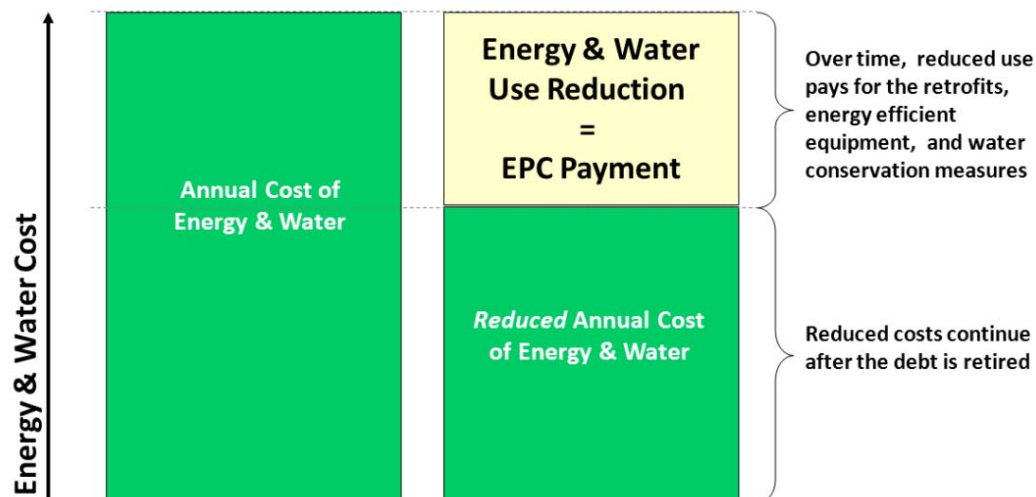 Energy & Water Cost
Annual Cost of
Energy & Water
Energy & Water
Use Reduction
=
EPC Payment
Reduced Annual Cost
of Energy & Water
Over time, reduced use
pays for the retrofits,
energy efficient
equipment, and water
conservation measures
Reduced costs continue
after the debt is retired